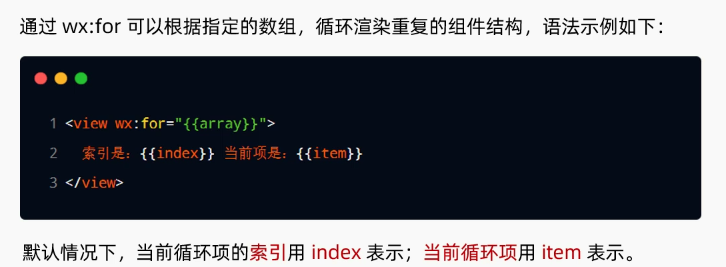 通过 wx:for 可以根据指定的数组，循环渲染重复的组件结构，语法示例如下：
1 <view wx:for="{{array}}">
2 索引是：{{index}} 当前项是：{{item}}
3 </view>
默认情况下，当前循环项的索引用 index 表示；当前循环项用 item 表示。